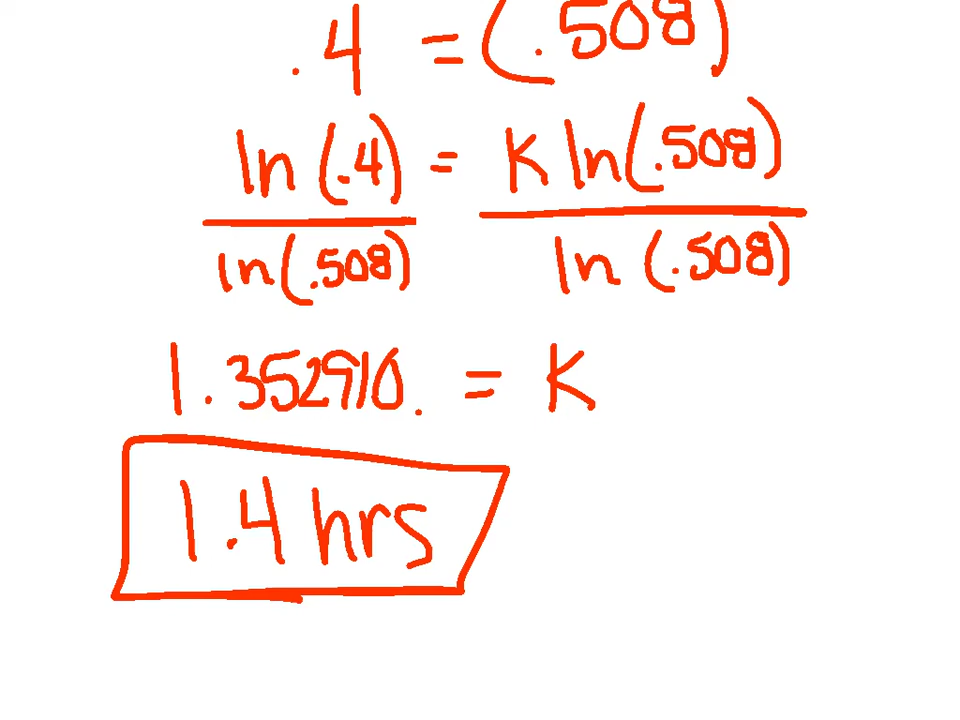 .4 = (.508)
ln (.4) = K ln(.508)
ln(.508) ln (.508)
1.352910. = K
1.4 hrs